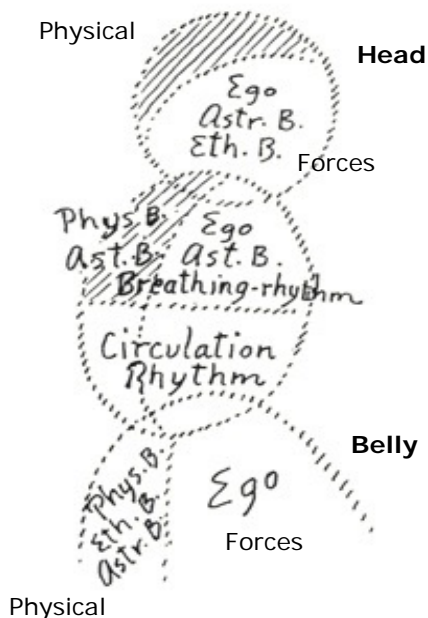 Physical
Head
Ego
Astr. B.
Eth. B.
Forces
Phys. B.
Ast. B.
Ego
Ast. B.
Breathing-rhythm
Circulation
Rhythm
Belly
Phys. B.
Eth. B.
Astr. B.
Ego
Forces
Physical